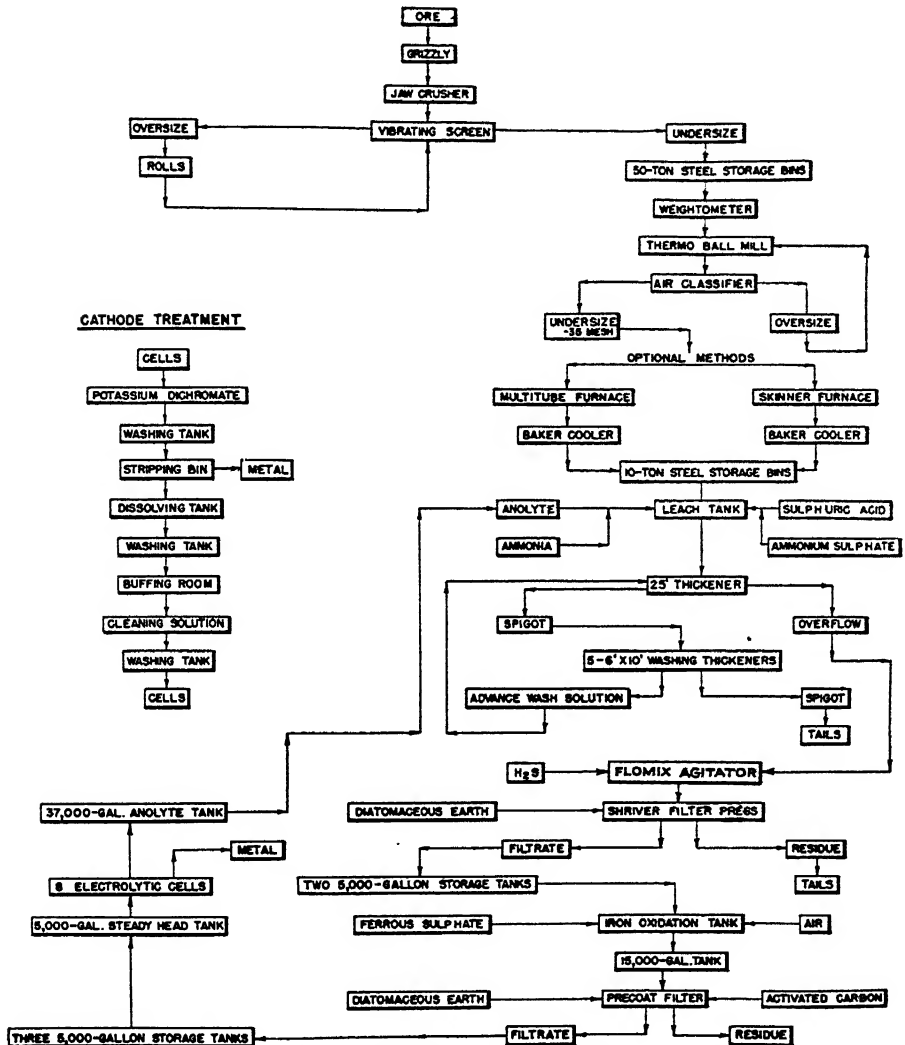 ORE
GRIZZLY
JAW CRUSHER
OVERSIZE
VIBRATING SCREEN
UNDERSIZE
ROLLS
50-TON STEEL STORAGE BINS
WEIGHTOMETER
THERMO BALL MILL
AIR CLASSIFIER
UNDERSIZE
-35 MESH
OVERSIZE
OPTIONAL METHODS
MULTITUBE FURNACE
SKINNER FURNACE
BAKER COOLER
BAKER COOLER
10-TON STEEL STORAGE BINS
CATHODE TREATMENT
CELLS
POTASSIUM DICHROMATE
WASHING TANK
STRIPPING BIN
METAL
DISSOLVING TANK
WASHING TANK
BUFFING ROOM
CLEANING SOLUTION
WASHING TANK
CELLS
ANOLYTE
LEACH TANK
SULPHURIC ACID
AMMONIA
AMMONIUM SULPHATE
25' THICKENER
SPIGOT
OVERFLOW
5-6'X10' WASHING THICKENERS
ADVANCE WASH SOLUTION
SPIGOT
TAILS
H2S
FLOMIX AGITATOR
37,000-GAL. ANOLYTE TANK
DIATOMACEOUS EARTH
SHRIVER FILTER PRESS
METAL
FILTRATE
RESIDUE
6 ELECTROLYTIC CELLS
TWO 5,000-GALLON STORAGE TANKS
TAILS
5,000-GAL. STEADY HEAD TANK
FERROUS SULPHATE
IRON OXIDATION TANK
AIR
15,000-GAL. TANK
DIATOMACEOUS EARTH
PRECOAT FILTER
ACTIVATED CARBON
THREE 5,000-GALLON STORAGE TANKS
FILTRATE
RESIDUE